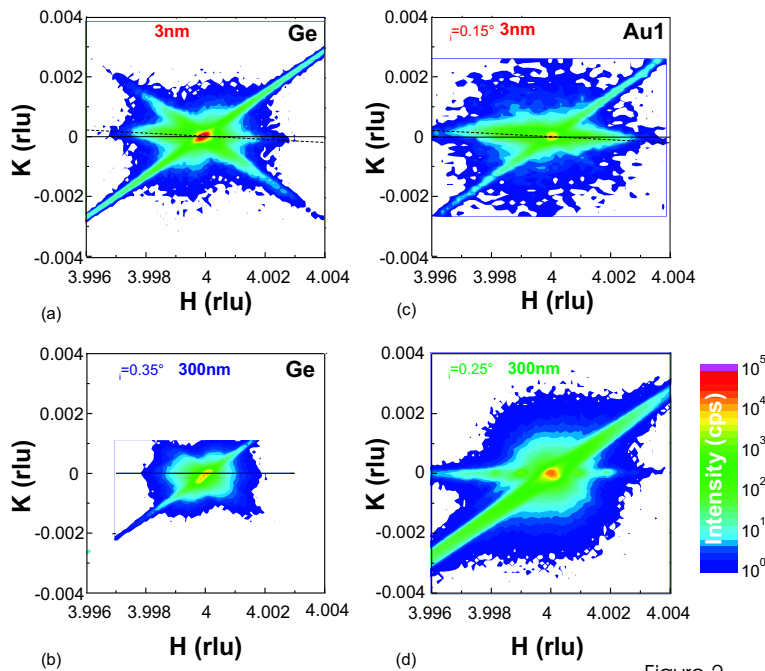 3nm Ge
K (rlu)
0.004
0.002
0
-0.002
-0.004
3.996 3.998 4 4.002 4.004
H (rlu)
(a)
i=0.15° 3nm Au1
K (rlu)
0.004
0.002
0
-0.002
-0.004
3.996 3.998 4 4.002 4.004
H (rlu)
(c)
i=0.35° 300nm Ge
K (rlu)
0.004
0.002
0
-0.002
-0.004
3.996 3.998 4 4.002 4.004
H (rlu)
(b)
i=0.25° 300nm
K (rlu)
0.004
0.002
0
-0.002
-0.004
3.996 3.998 4 4.002 4.004
H (rlu)
(d)
Intensity (cps)
10⁵
10⁴
10³
10²
10¹
10⁰